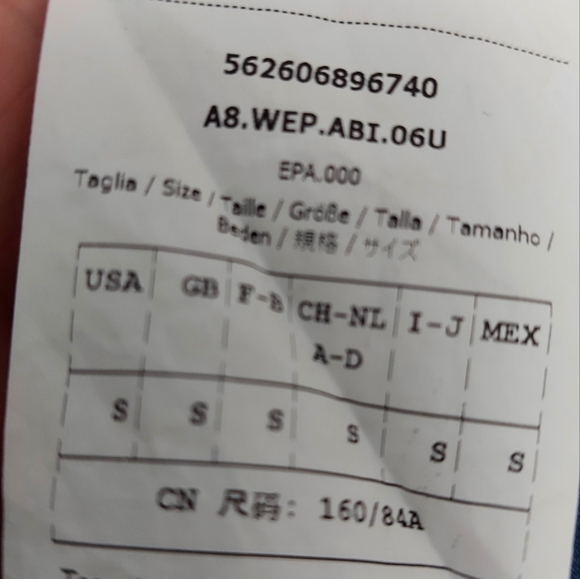 562606896740
A8.WEP.ABI.06U
EPA.000
Taglia / Size / Taille / Größe / Talla / Tamanho /
Beden / 規格 / サイズ
USA GB F-B CH-NL A-D I-J MEX
S S S S S S
CN 尺码: 160/84A